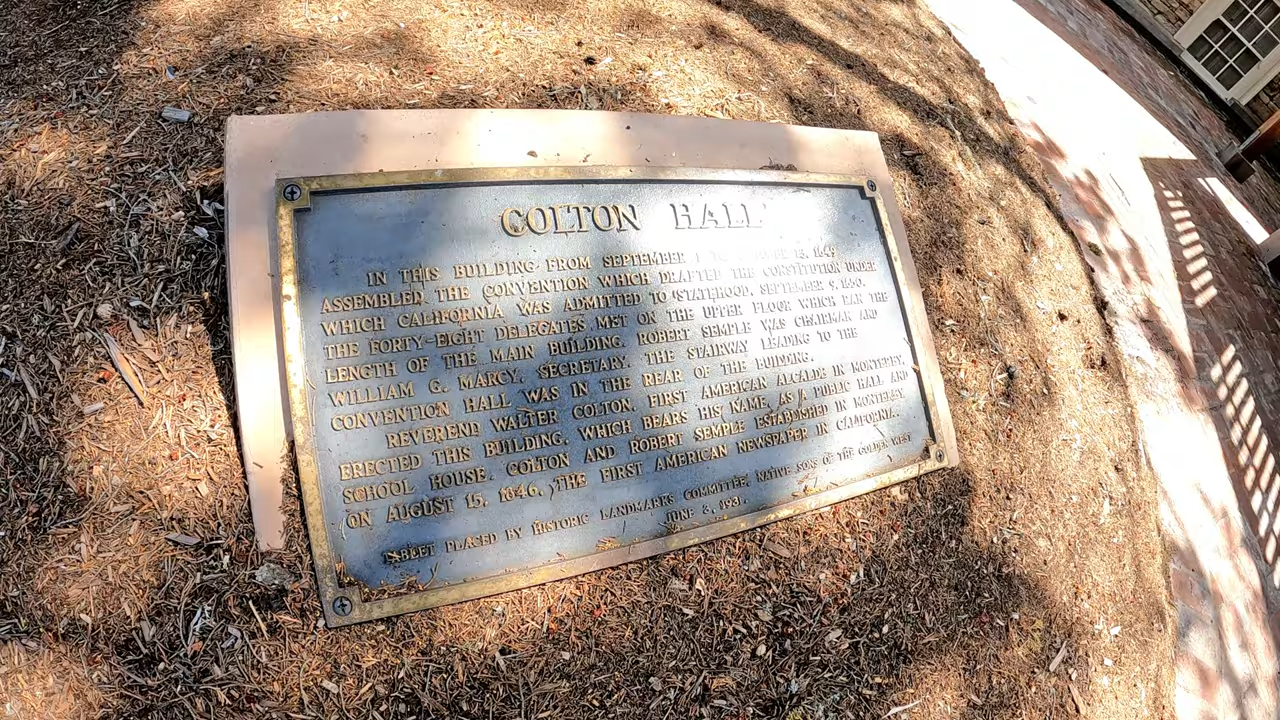 COLTON HALL
IN THIS BUILDING FROM SEPTEMBER 1 TO 13, 1849
ASSEMBLED THE CONVENTION WHICH DRAFTED THE CONSTITUTION UNDER
WHICH CALIFORNIA WAS ADMITTED TO STATEHOOD, SEPTEMBER 9, 1850.
THE FORTY-EIGHT DELEGATES MET ON THE UPPER FLOOR WHICH RAN THE
LENGTH OF THE MAIN BUILDING. ROBERT SEMPLE WAS CHAIRMAN AND
WILLIAM G. MARCY, SECRETARY. THE STAIRWAY LEADING TO THE
CONVENTION HALL WAS IN THE REAR OF THE BUILDING.
REVEREND WALTER COLTON, FIRST AMERICAN ALCALDE IN MONTEREY,
ERECTED THIS BUILDING, WHICH BEARS HIS NAME, AS A PUBLIC HALL AND
SCHOOL HOUSE. COLTON AND ROBERT SEMPLE ESTABLISHED IN MONTEREY,
ON AUGUST 15, 1846, THE FIRST AMERICAN NEWSPAPER IN CALIFORNIA.
TABLET PLACED BY HISTORIC LANDMARKS COMMITTEE, NATIVE SONS OF THE GOLDEN WEST
JUNE 3, 1931